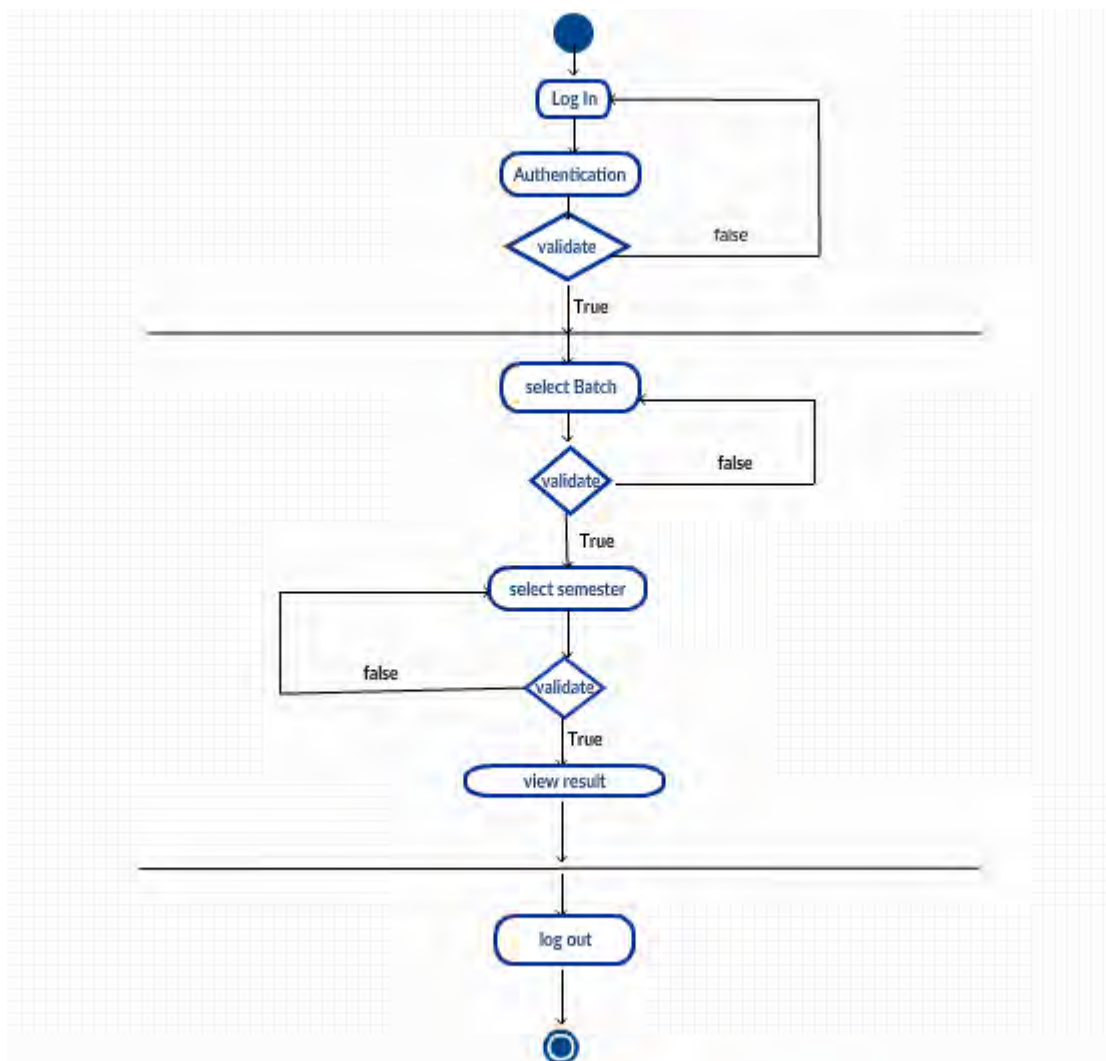 Log In
Authentication
validate
false
True
select Batch
false
validate
True
select semester
false
validate
True
view result
log out